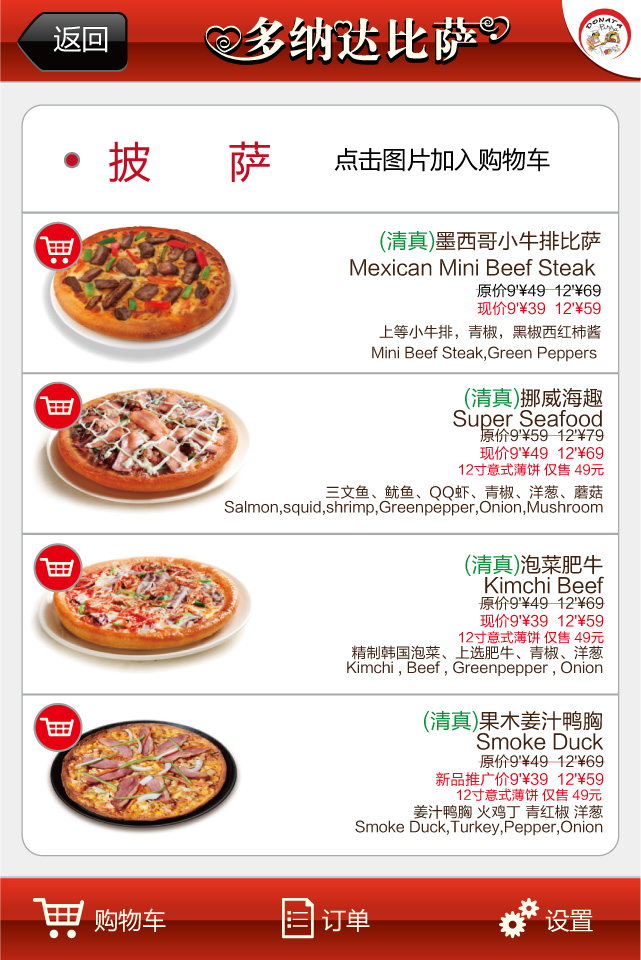 返回
多纳达比萨
DONATA
披 萨
点击图片加入购物车
(清真)墨西哥小牛排比萨
Mexican Mini Beef Steak
原价9'¥49 12'¥69
现价9'¥39 12'¥59
上等小牛排，青椒，黑椒西红柿酱
Mini Beef Steak,Green Peppers
(清真)挪威海趣
Super Seafood
原价9'¥59 12'¥79
现价9'¥49 12'¥69
12寸意式薄饼 仅售 49元
三文鱼、鱿鱼、QQ虾、青椒、洋葱、蘑菇
Salmon,squid,shrimp,Greenpepper,Onion,Mushroom
(清真)泡菜肥牛
Kimchi Beef
原价9'¥49 12'¥69
现价9'¥39 12'¥59
12寸意式薄饼 仅售 49元
精制韩国泡菜、上选肥牛、青椒、洋葱
Kimchi , Beef , Greenpepper , Onion
(清真)果木姜汁鸭胸
Smoke Duck
原价9'¥49 12'¥69
新品推广价9'¥39 12'¥59
12寸意式薄饼 仅售 49元
姜汁鸭胸 火鸡丁 青红椒 洋葱
Smoke Duck,Turkey,Pepper,Onion
购物车
订单
设置